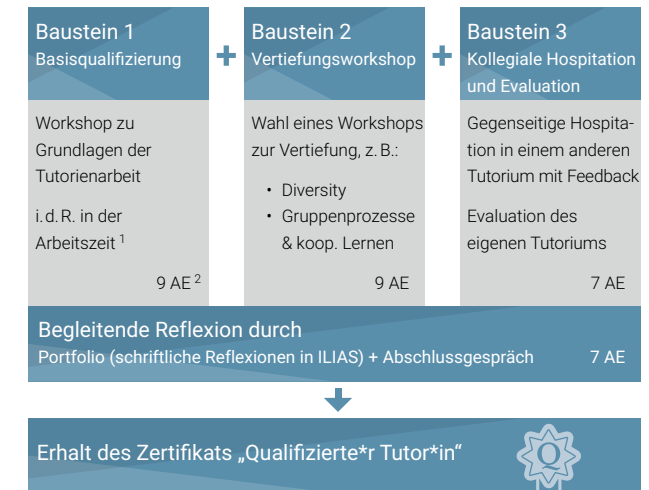 Baustein 1
Basisqualifizierung
Workshop zu
Grundlagen der
Tutorienarbeit
i. d. R. in der
Arbeitszeit ¹
9 AE ²
+
Baustein 2
Vertiefungsworkshop
Wahl eines Workshops
zur Vertiefung, z. B.:
• Diversity
• Gruppenprozesse
& koop. Lernen
9 AE
+
Baustein 3
Kollegiale Hospitation
und Evaluation
Gegenseitige Hospita-
tion in einem anderen
Tutorium mit Feedback
Evaluation des
eigenen Tutoriums
7 AE
Begleitende Reflexion durch
Portfolio (schriftliche Reflexionen in ILIAS) + Abschlussgespräch 7 AE
Erhalt des Zertifikats „Qualifizierte*r Tutor*in“
Q